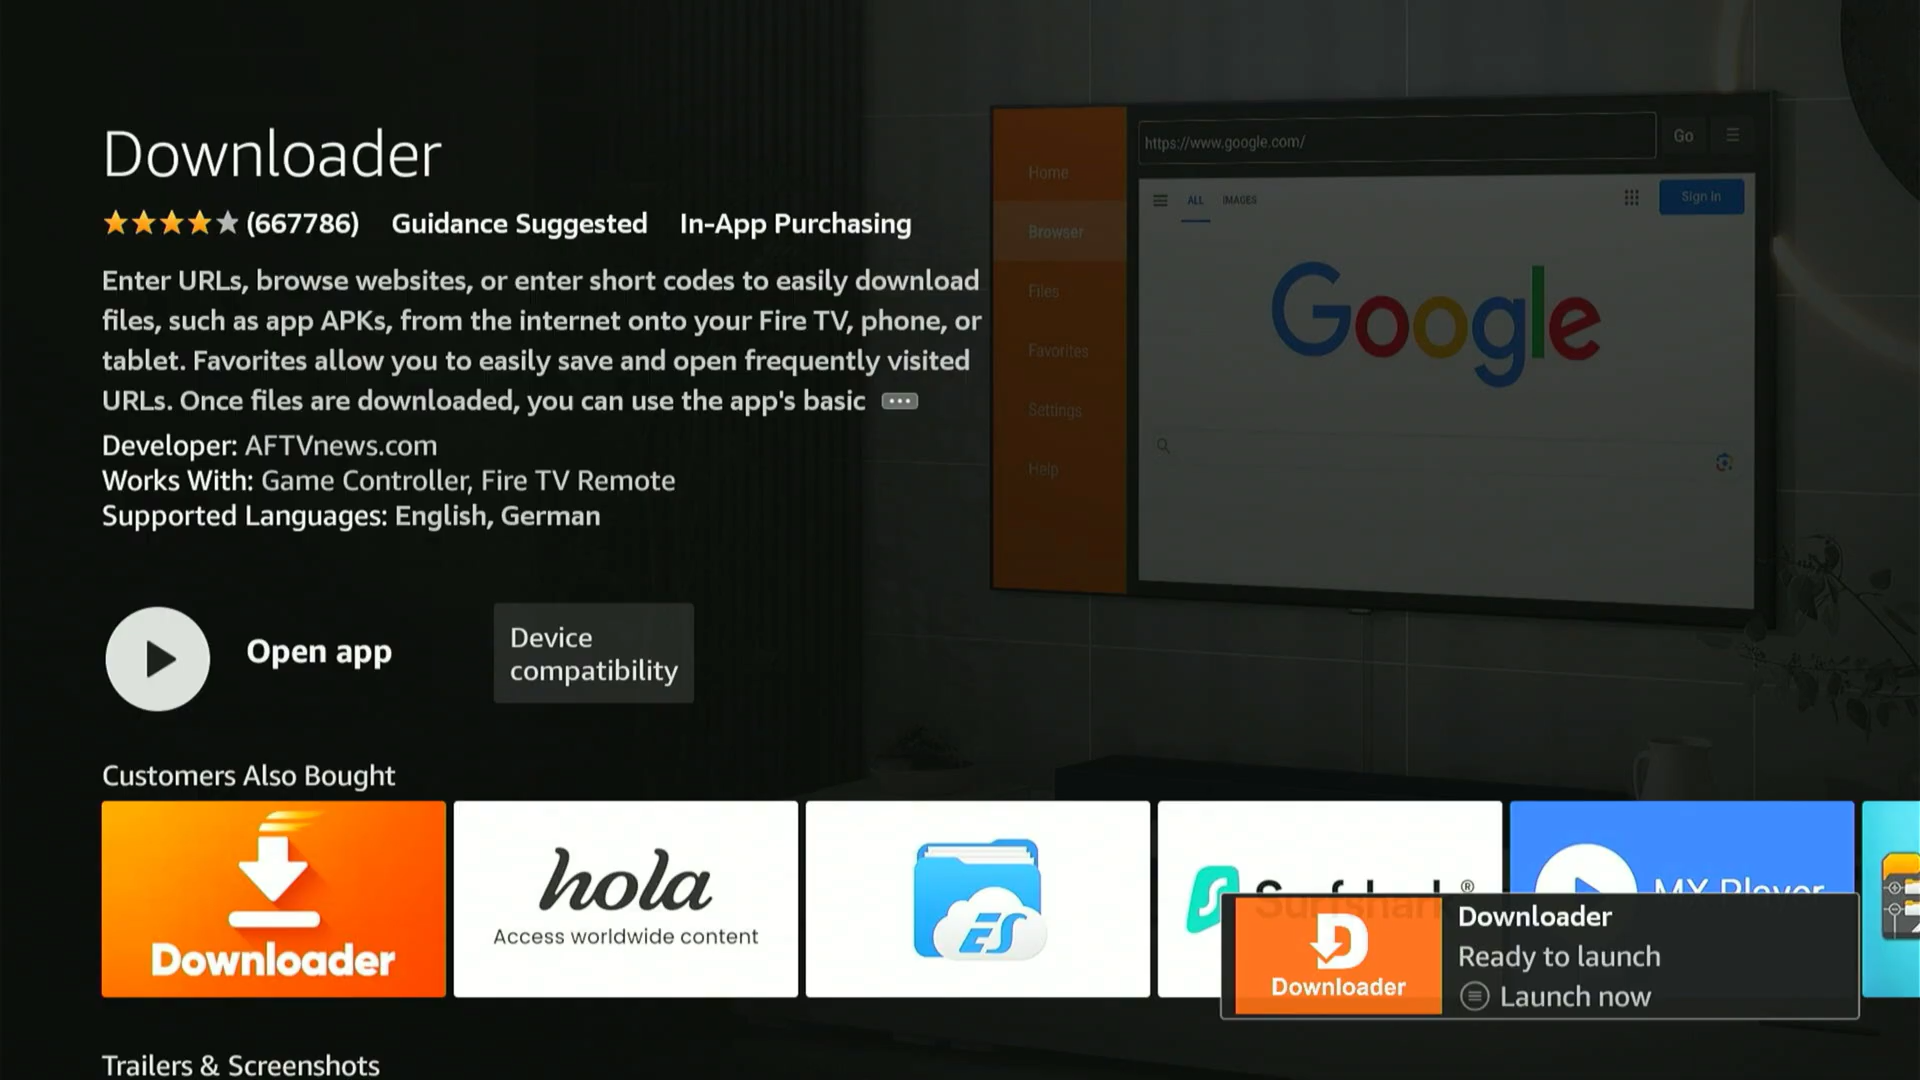 Downloader
(667786) Guidance Suggested In-App Purchasing
Enter URLs, browse websites, or enter short codes to easily download
files, such as app APKs, from the internet onto your Fire TV, phone, or
tablet. Favorites allow you to easily save and open frequently visited
URLs. Once files are downloaded, you can use the app's basic
Developer: AFTVnews.com
Works With: Game Controller, Fire TV Remote
Supported Languages: English, German
https://www.google.com/
Go
Home
Browser
Files
Favorites
Settings
Help
ALL IMAGES
Sign in
Google
Open app
Device
compatibility
Customers Also Bought
Downloader
hola
Access worldwide content
ES
Surfshark®
MX Player
Downloader
Downloader
Ready to launch
Launch now
Trailers & Screenshots